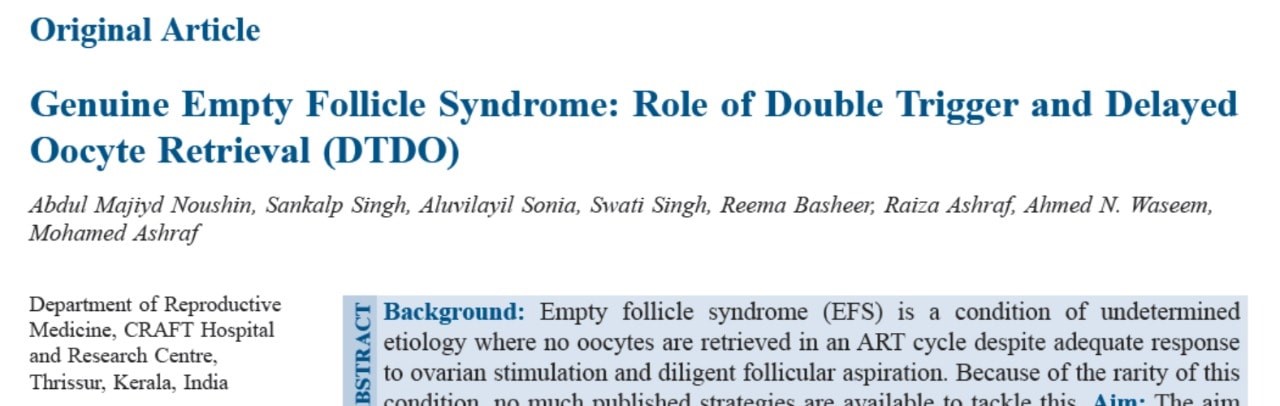 Original Article
Genuine Empty Follicle Syndrome: Role of Double Trigger and Delayed
Oocyte Retrieval (DTDO)
Abdul Majiyd Noushin, Sankalp Singh, Aluvilayil Sonia, Swati Singh, Reema Basheer, Raiza Ashraf, Ahmed N. Waseem,
Mohamed Ashraf
Department of Reproductive
Medicine, CRAFT Hospital
and Research Centre,
Thrissur, Kerala, India
Background: Empty follicle syndrome (EFS) is a condition of undetermined
etiology where no oocytes are retrieved in an ART cycle despite adequate response
to ovarian stimulation and diligent follicular aspiration. Because of the rarity of this
condition, no much published strategies are available to tackle this. Aim: The aim